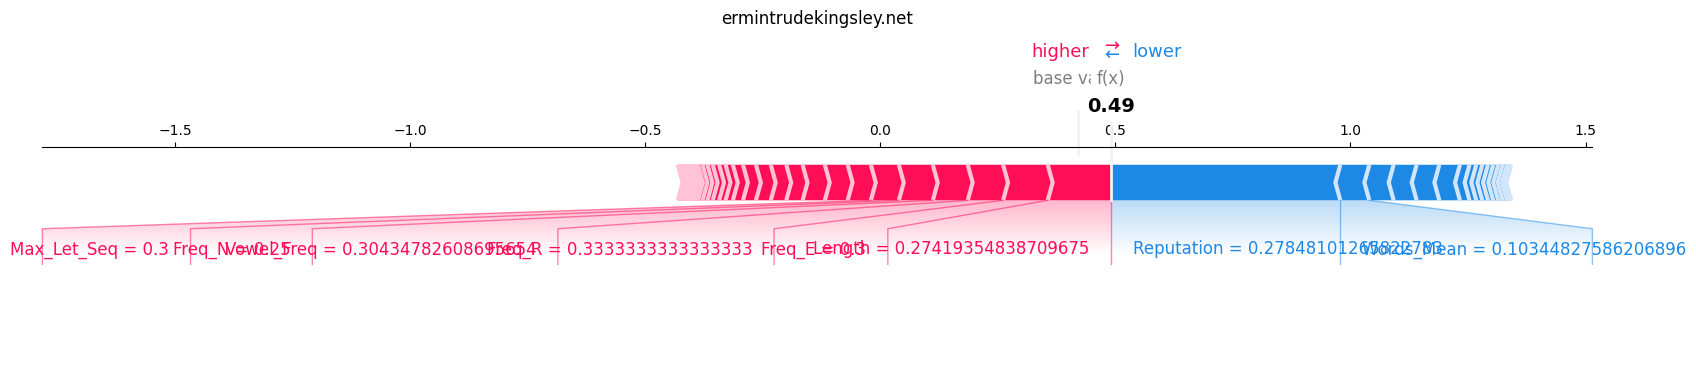 ermintrudekingsley.net
higher → ← lower
base va f(x)
0.49
−1.5 −1.0 −0.5 0.0 0.5 1.0 1.5
Max_Let_Seq = 0.3 Freq_N = 0.25 Vowel_Freq = 0.30434782608695654 Freq_R = 0.3333333333333333 Freq_E = 0.3 Length = 0.27419354838709675 Reputation = 0.27848101265822783 Words_Mean = 0.10344827586206896